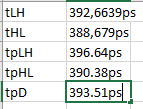 tLH 392,6639ps
tHL 388,679ps
tpLH 396.64ps
tpHL 390.38ps
tpD 393.51ps